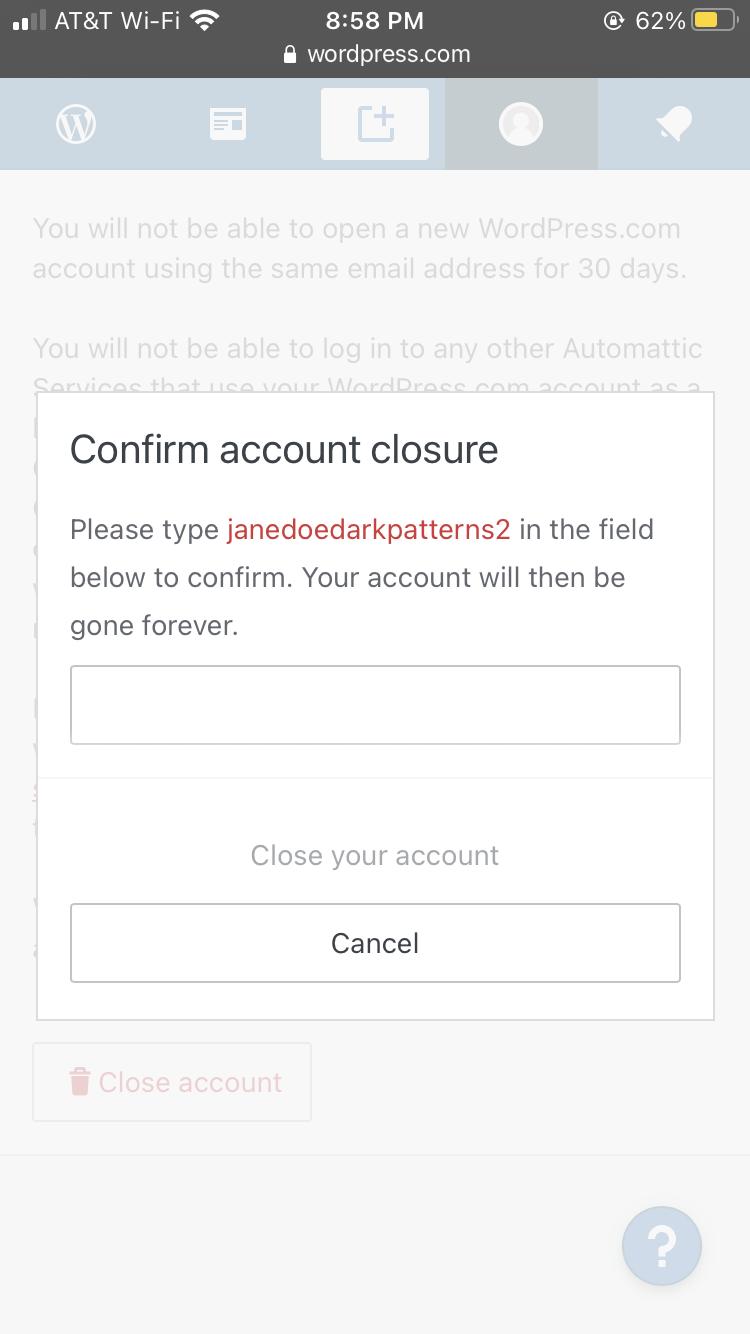 AT&T Wi-Fi 8:58 PM 62%
wordpress.com
You will not be able to open a new WordPress.com
account using the same email address for 30 days.
You will not be able to log in to any other Automattic
Services that use your WordPress.com account as a
Confirm account closure
Please type janedoedarkpatterns2 in the field
below to confirm. Your account will then be
gone forever.
Close your account
Cancel
Close account
?